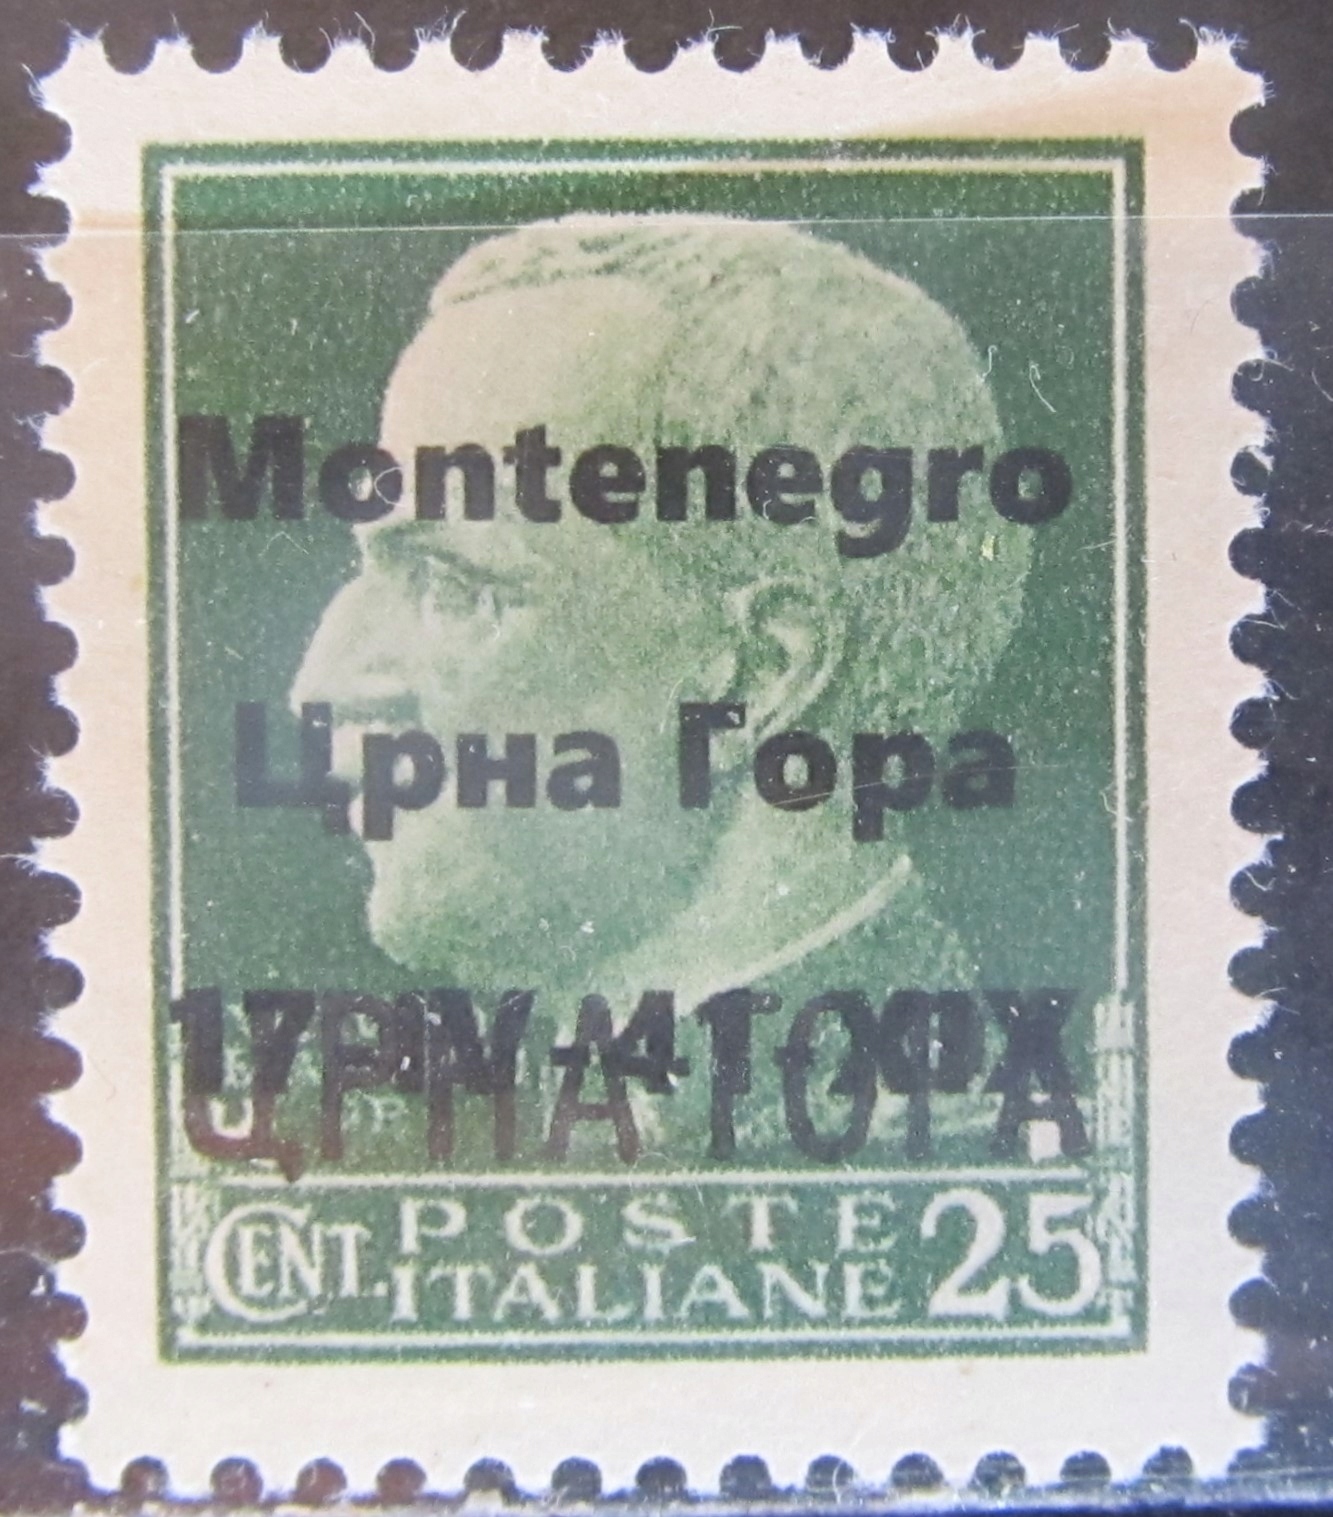 Montenegro
Црна Гора
ЦРНА ГОРА
CENT. POSTE ITALIANE 25